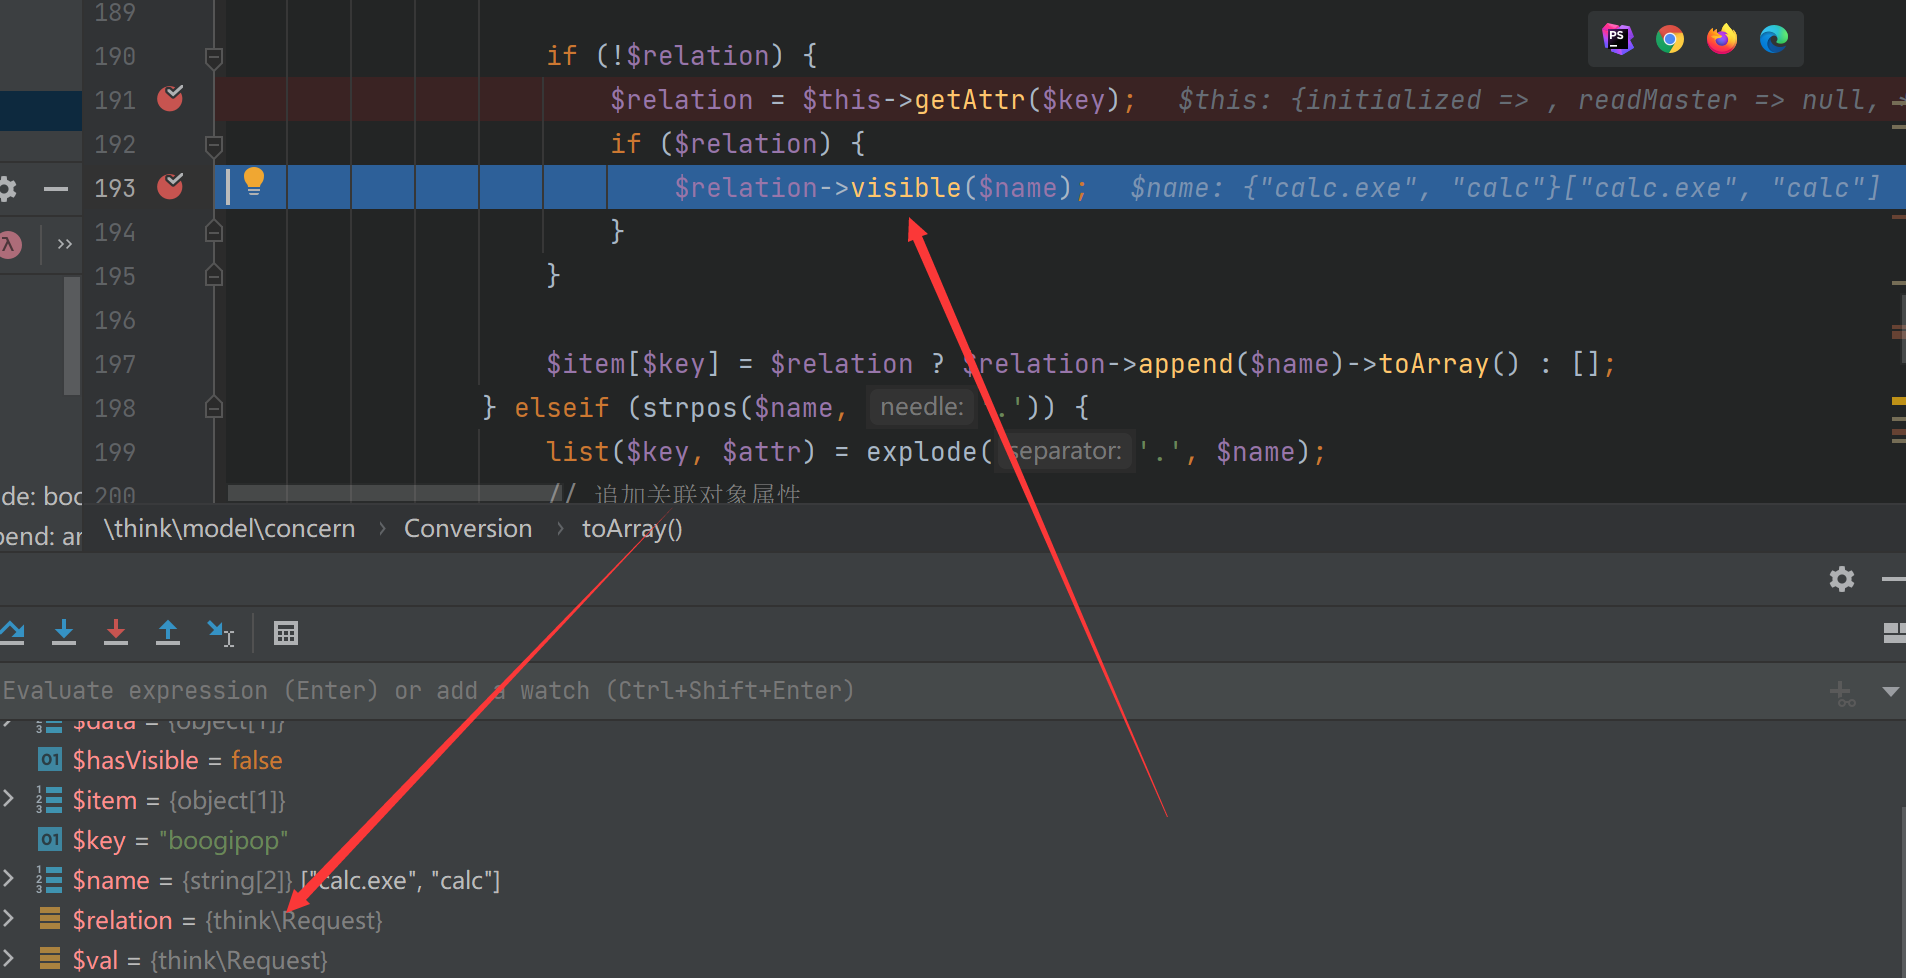 189
190 if (!$relation) {
191 $relation = $this->getAttr($key); $this: {initialized => , readMaster => null,
192 if ($relation) {
193 $relation->visible($name); $name: {"calc.exe", "calc"}["calc.exe", "calc"]
194 }
195 }
196
197 $item[$key] = $relation ? $relation->append($name)->toArray() : [];
198 } elseif (strpos($name, needle: '.')) {
199 list($key, $attr) = explode( separator: '.', $name);
200 // 追加关联对象属性
PS
λ
de: boo
pend: ar
\think\model\concern › Conversion › toArray()
Evaluate expression (Enter) or add a watch (Ctrl+Shift+Enter)
$data = {object[1]}
$hasVisible = false
$item = {object[1]}
$key = "boogipop"
$name = {string[2]} ["calc.exe", "calc"]
$relation = {think\Request}
$val = {think\Request}